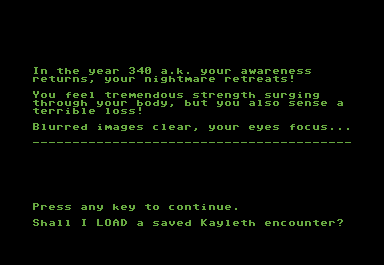 In the year 340 a.k. your awareness
returns, your nightmare retreats!
You feel tremendous strength surging
through your body, but you also sense a
terrible loss!
Blurred images clear, your eyes focus...
----------------------------------------
Press any key to continue.
Shall I LOAD a saved Kayleth encounter?